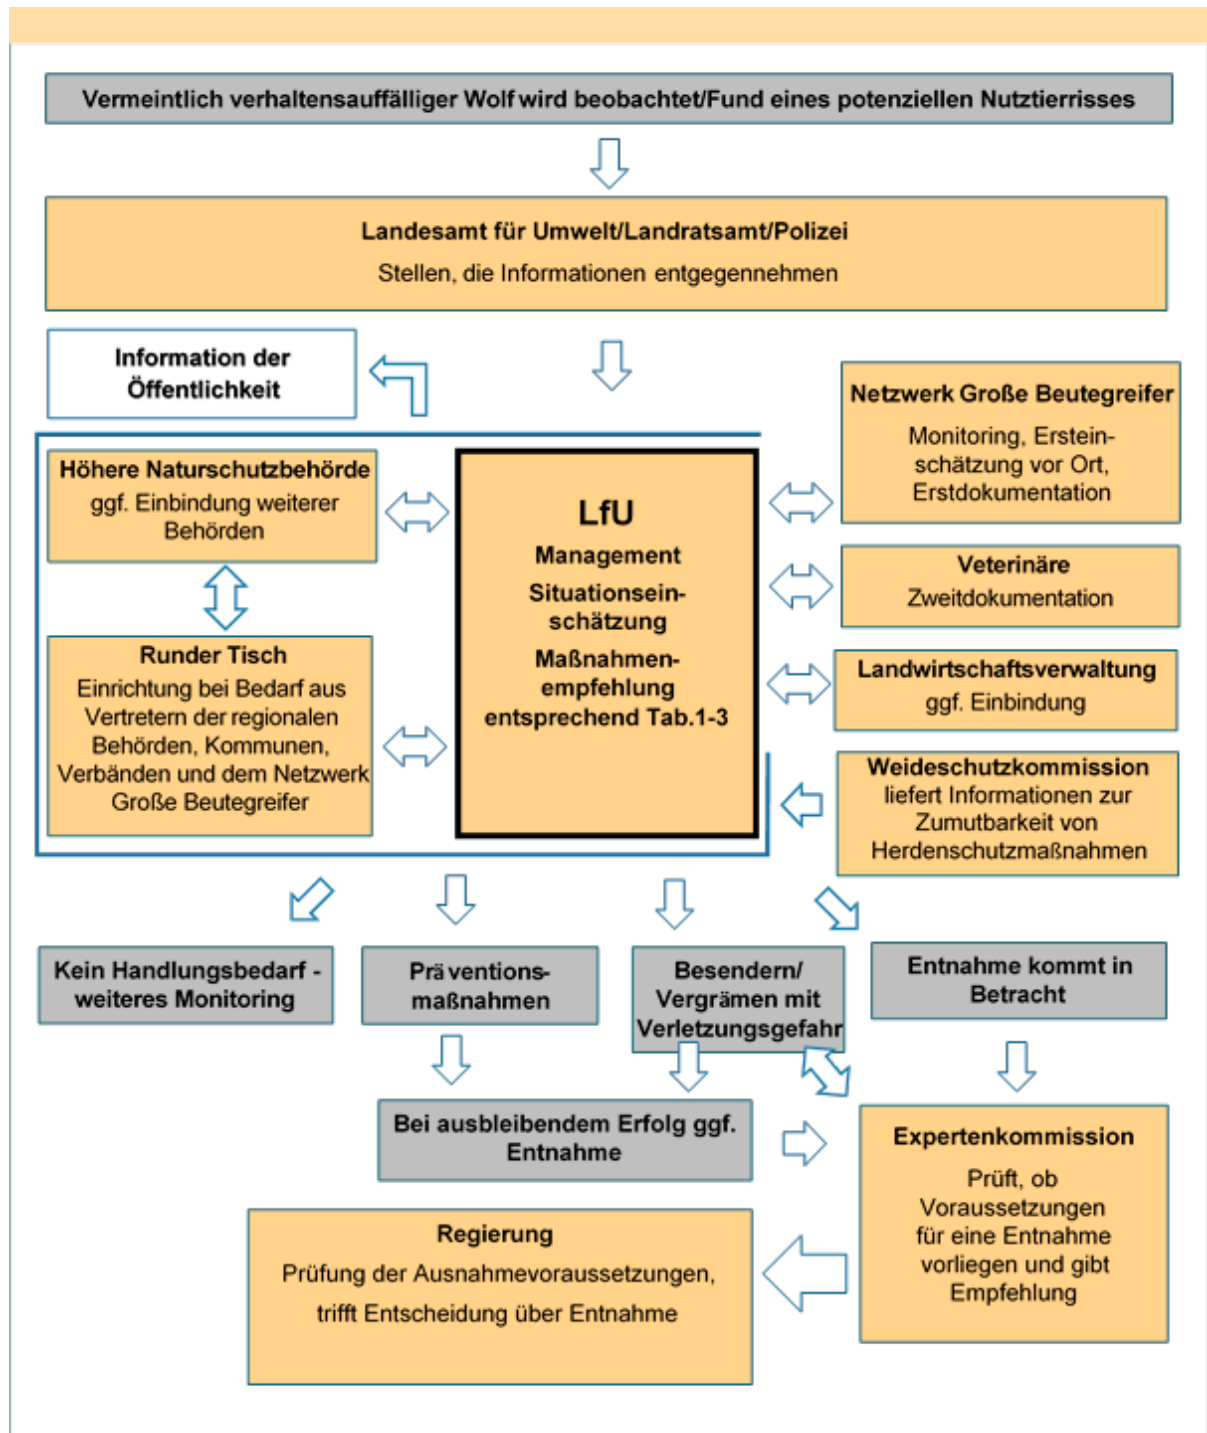 Vermeintlich verhaltensauffälliger Wolf wird beobachtet/Fund eines potenziellen Nutztierrisses
Landesamt für Umwelt/Landratsamt/Polizei
Stellen, die Informationen entgegennehmen
Information der
Öffentlichkeit
Netzwerk Große Beutegreifer
Monitoring, Erstein-
schätzung vor Ort,
Erstdokumentation
Höhere Naturschutzbehörde
ggf. Einbindung weiterer
Behörden
LfU
Management
Situationsein-
schätzung
Maßnahmen-
empfehlung
entsprechend Tab.1-3
Veterinäre
Zweitdokumentation
Runder Tisch
Einrichtung bei Bedarf aus
Vertretern der regionalen
Behörden, Kommunen,
Verbänden und dem Netzwerk
Große Beutegreifer
Landwirtschaftsverwaltung
ggf. Einbindung
Weideschutzkommission
liefert Informationen zur
Zumutbarkeit von
Herdenschutzmaßnahmen
Kein Handlungsbedarf -
weiteres Monitoring
Präventions-
maßnahmen
Besendern/
Vergrämen mit
Verletzungsgefahr
Entnahme kommt in
Betracht
Bei ausbleibendem Erfolg ggf.
Entnahme
Expertenkommission
Prüft, ob
Voraussetzungen
für eine Entnahme
vorliegen und gibt
Empfehlung
Regierung
Prüfung der Ausnahmevoraussetzungen,
trifft Entscheidung über Entnahme